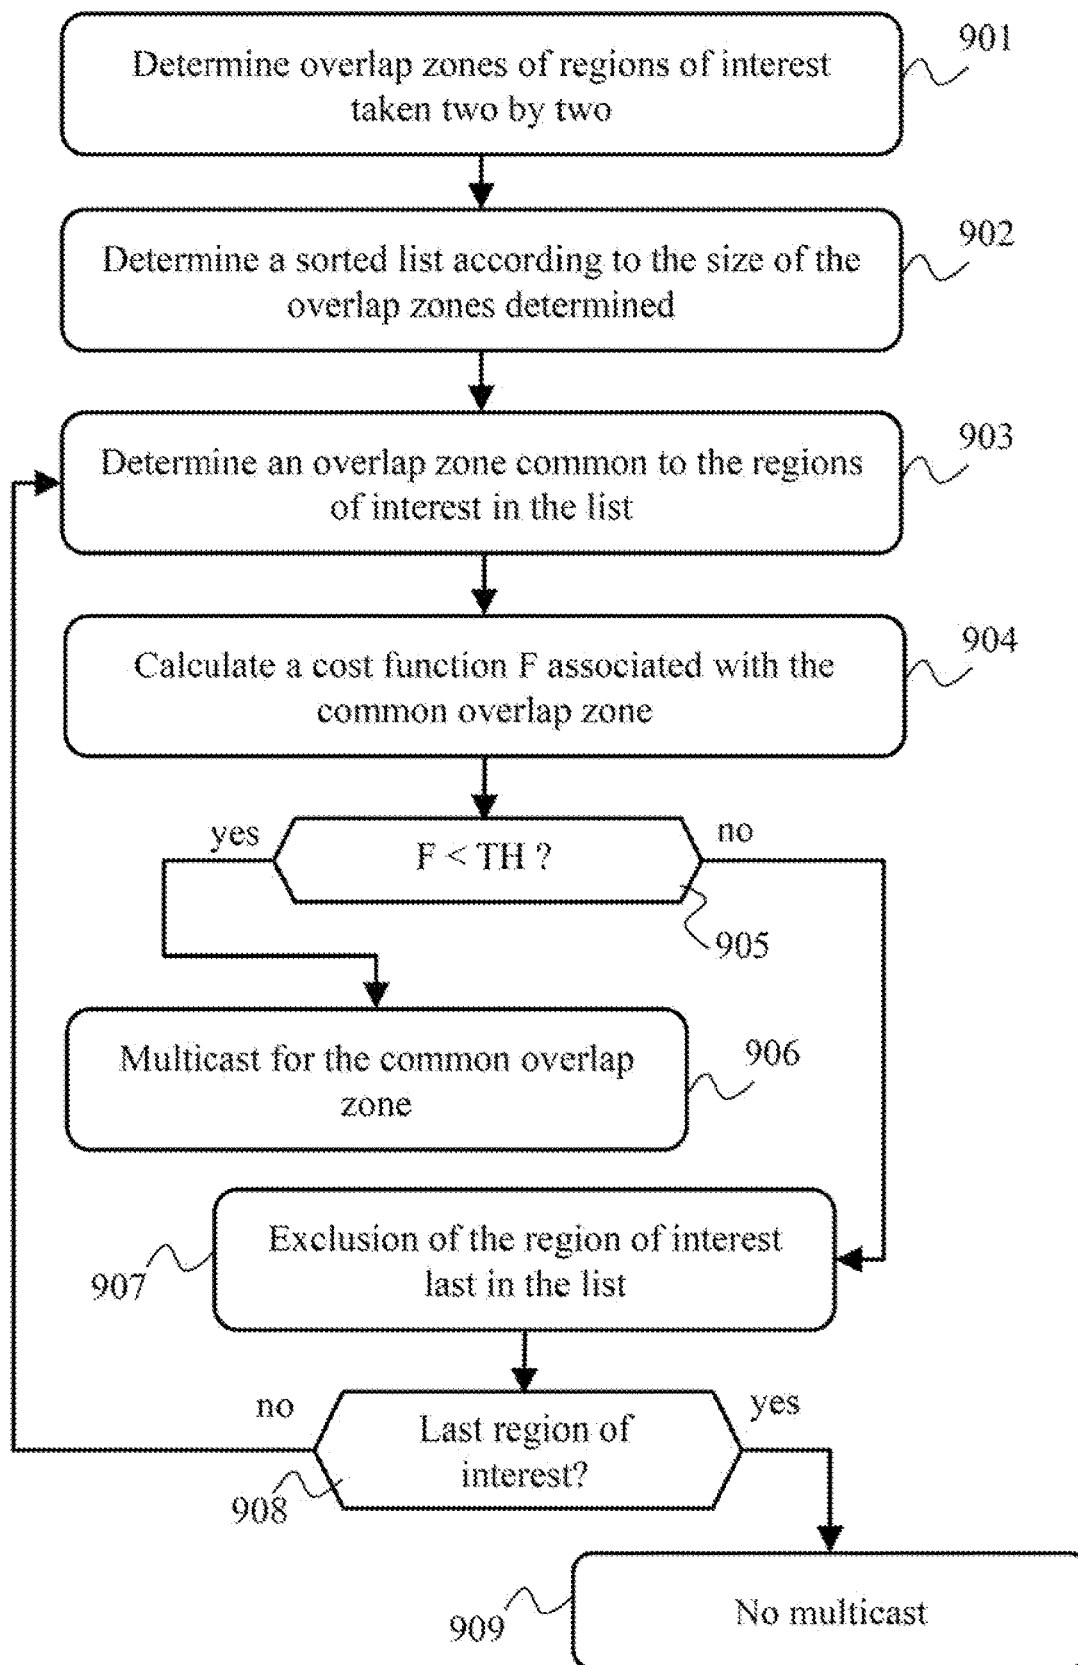 901
Determine overlap zones of regions of interest
taken two by two
902
Determine a sorted list according to the size of the
overlap zones determined
903
Determine an overlap zone common to the regions
of interest in the list
904
Calculate a cost function F associated with the
common overlap zone
yes
F < TH ?
no
905
Multicast for the common overlap
zone
906
Exclusion of the region of interest
last in the list
907
no
Last region of
interest?
yes
908
No multicast
909